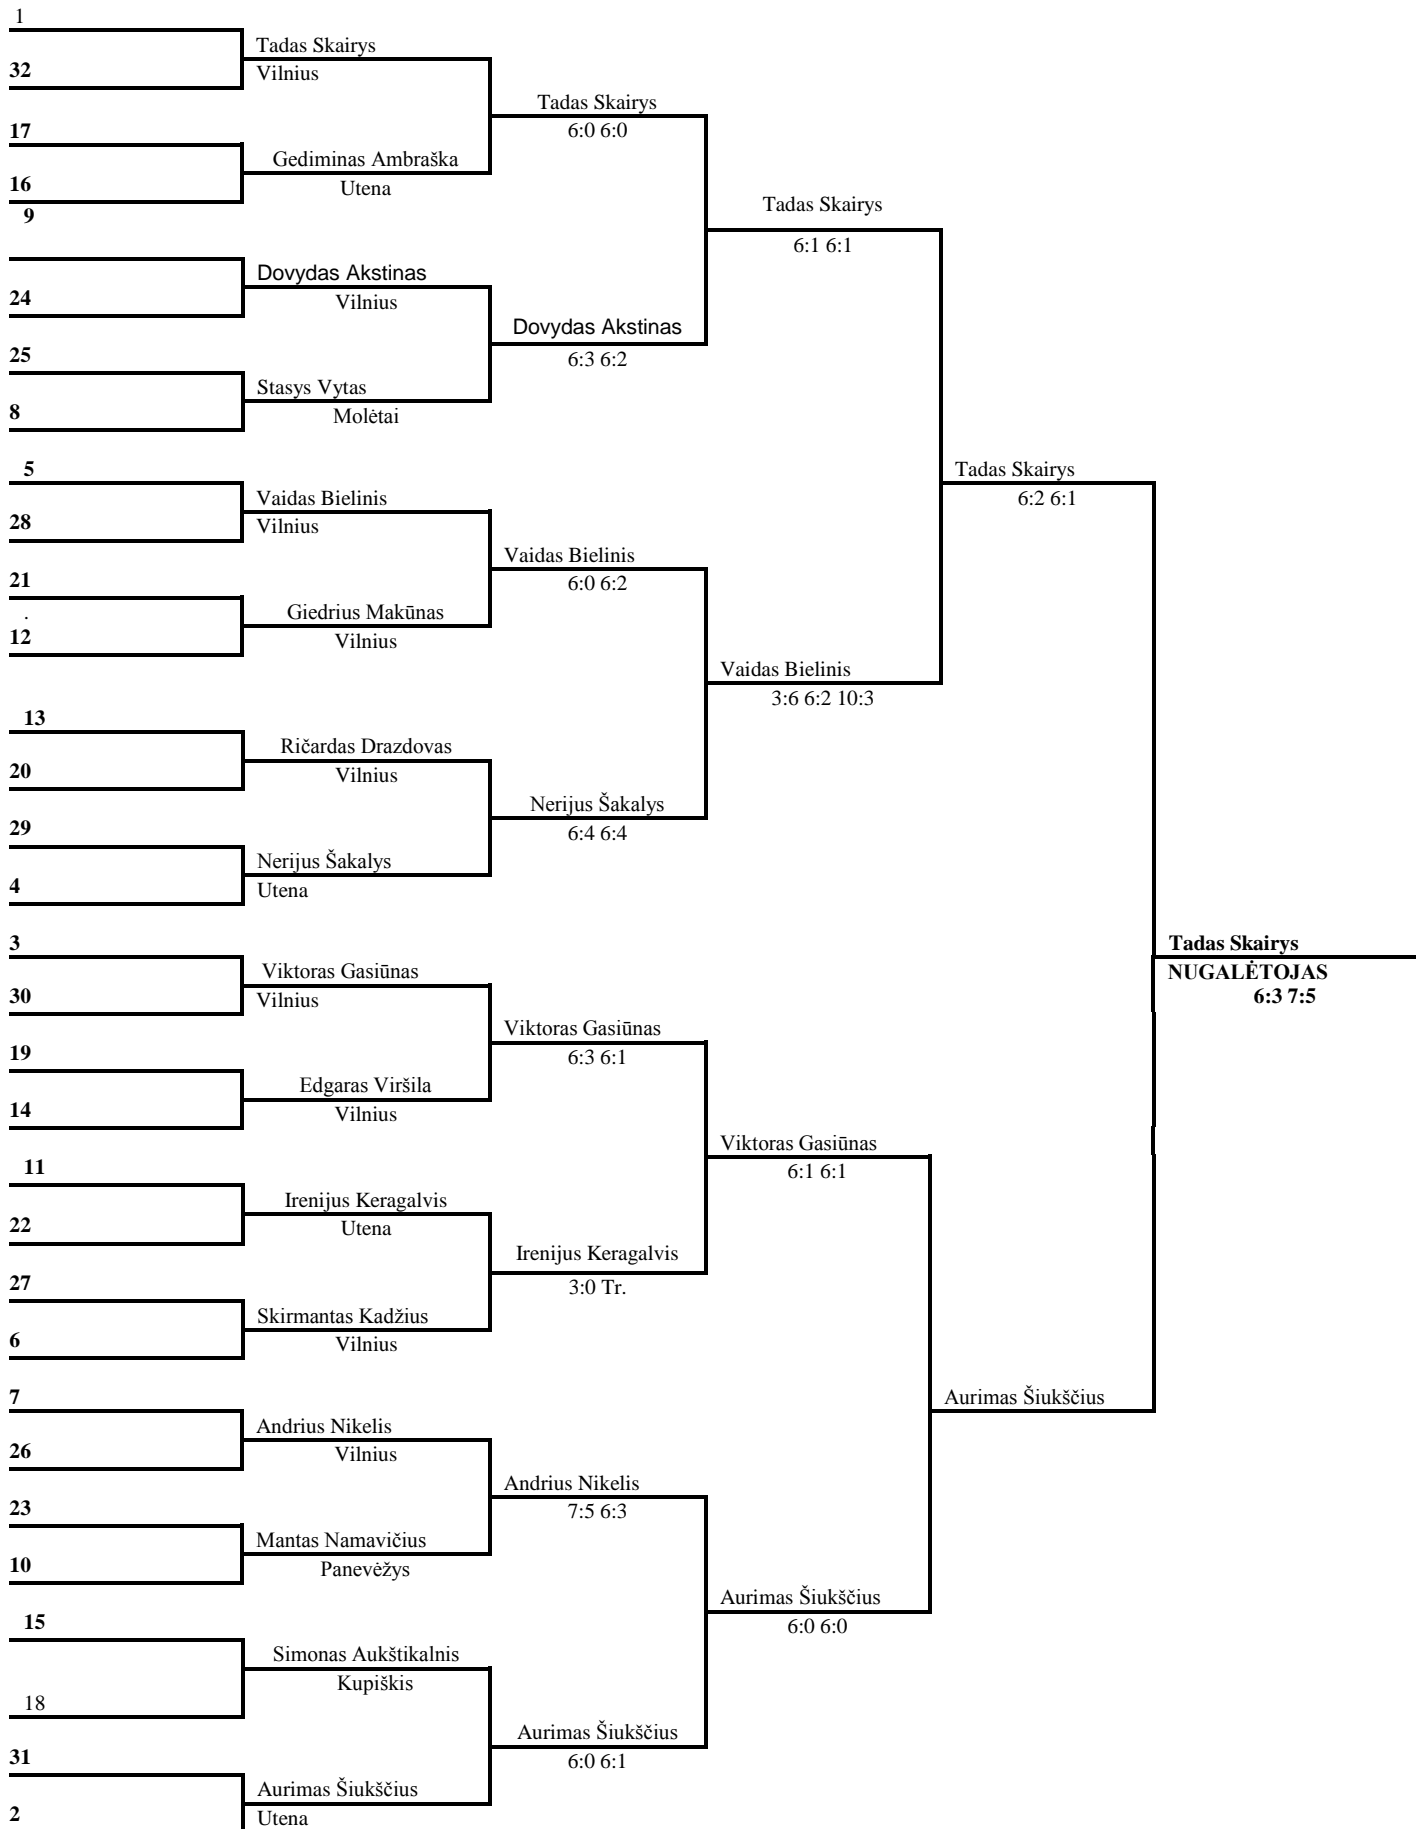 1
Tadas Skairys
32
Vilnius
Tadas Skairys
17
6:0 6:0
Gediminas Ambraška
16
Utena
9
Tadas Skairys
6:1 6:1
Dovydas Akstinas
24
Vilnius
Dovydas Akstinas
25
6:3 6:2
Stasys Vytas
8
Molėtai
5
Tadas Skairys
Vaidas Bielinis
6:2 6:1
28
Vilnius
Vaidas Bielinis
21
6:0 6:2
Giedrius Makūnas
.
12
Vilnius
Vaidas Bielinis
3:6 6:2 10:3
13
Ričardas Drazdovas
20
Vilnius
Nerijus Šakalys
29
6:4 6:4
Nerijus Šakalys
4
Utena
3
Tadas Skairys
Viktoras Gasiūnas
NUGALĖTOJAS
30
Vilnius
6:3 7:5
Viktoras Gasiūnas
19
6:3 6:1
Edgaras Viršila
14
Vilnius
Viktoras Gasiūnas
11
6:1 6:1
Irenijus Keragalvis
22
Utena
Irenijus Keragalvis
27
3:0 Tr.
Skirmantas Kadžius
6
Vilnius
7
Aurimas Šiukščius
Andrius Nikelis
26
Vilnius
Andrius Nikelis
23
7:5 6:3
Mantas Namavičius
10
Panevėžys
Aurimas Šiukščius
15
6:0 6:0
Simonas Aukštikalnis
Kupiškis
18
Aurimas Šiukščius
31
6:0 6:1
Aurimas Šiukščius
2
Utena